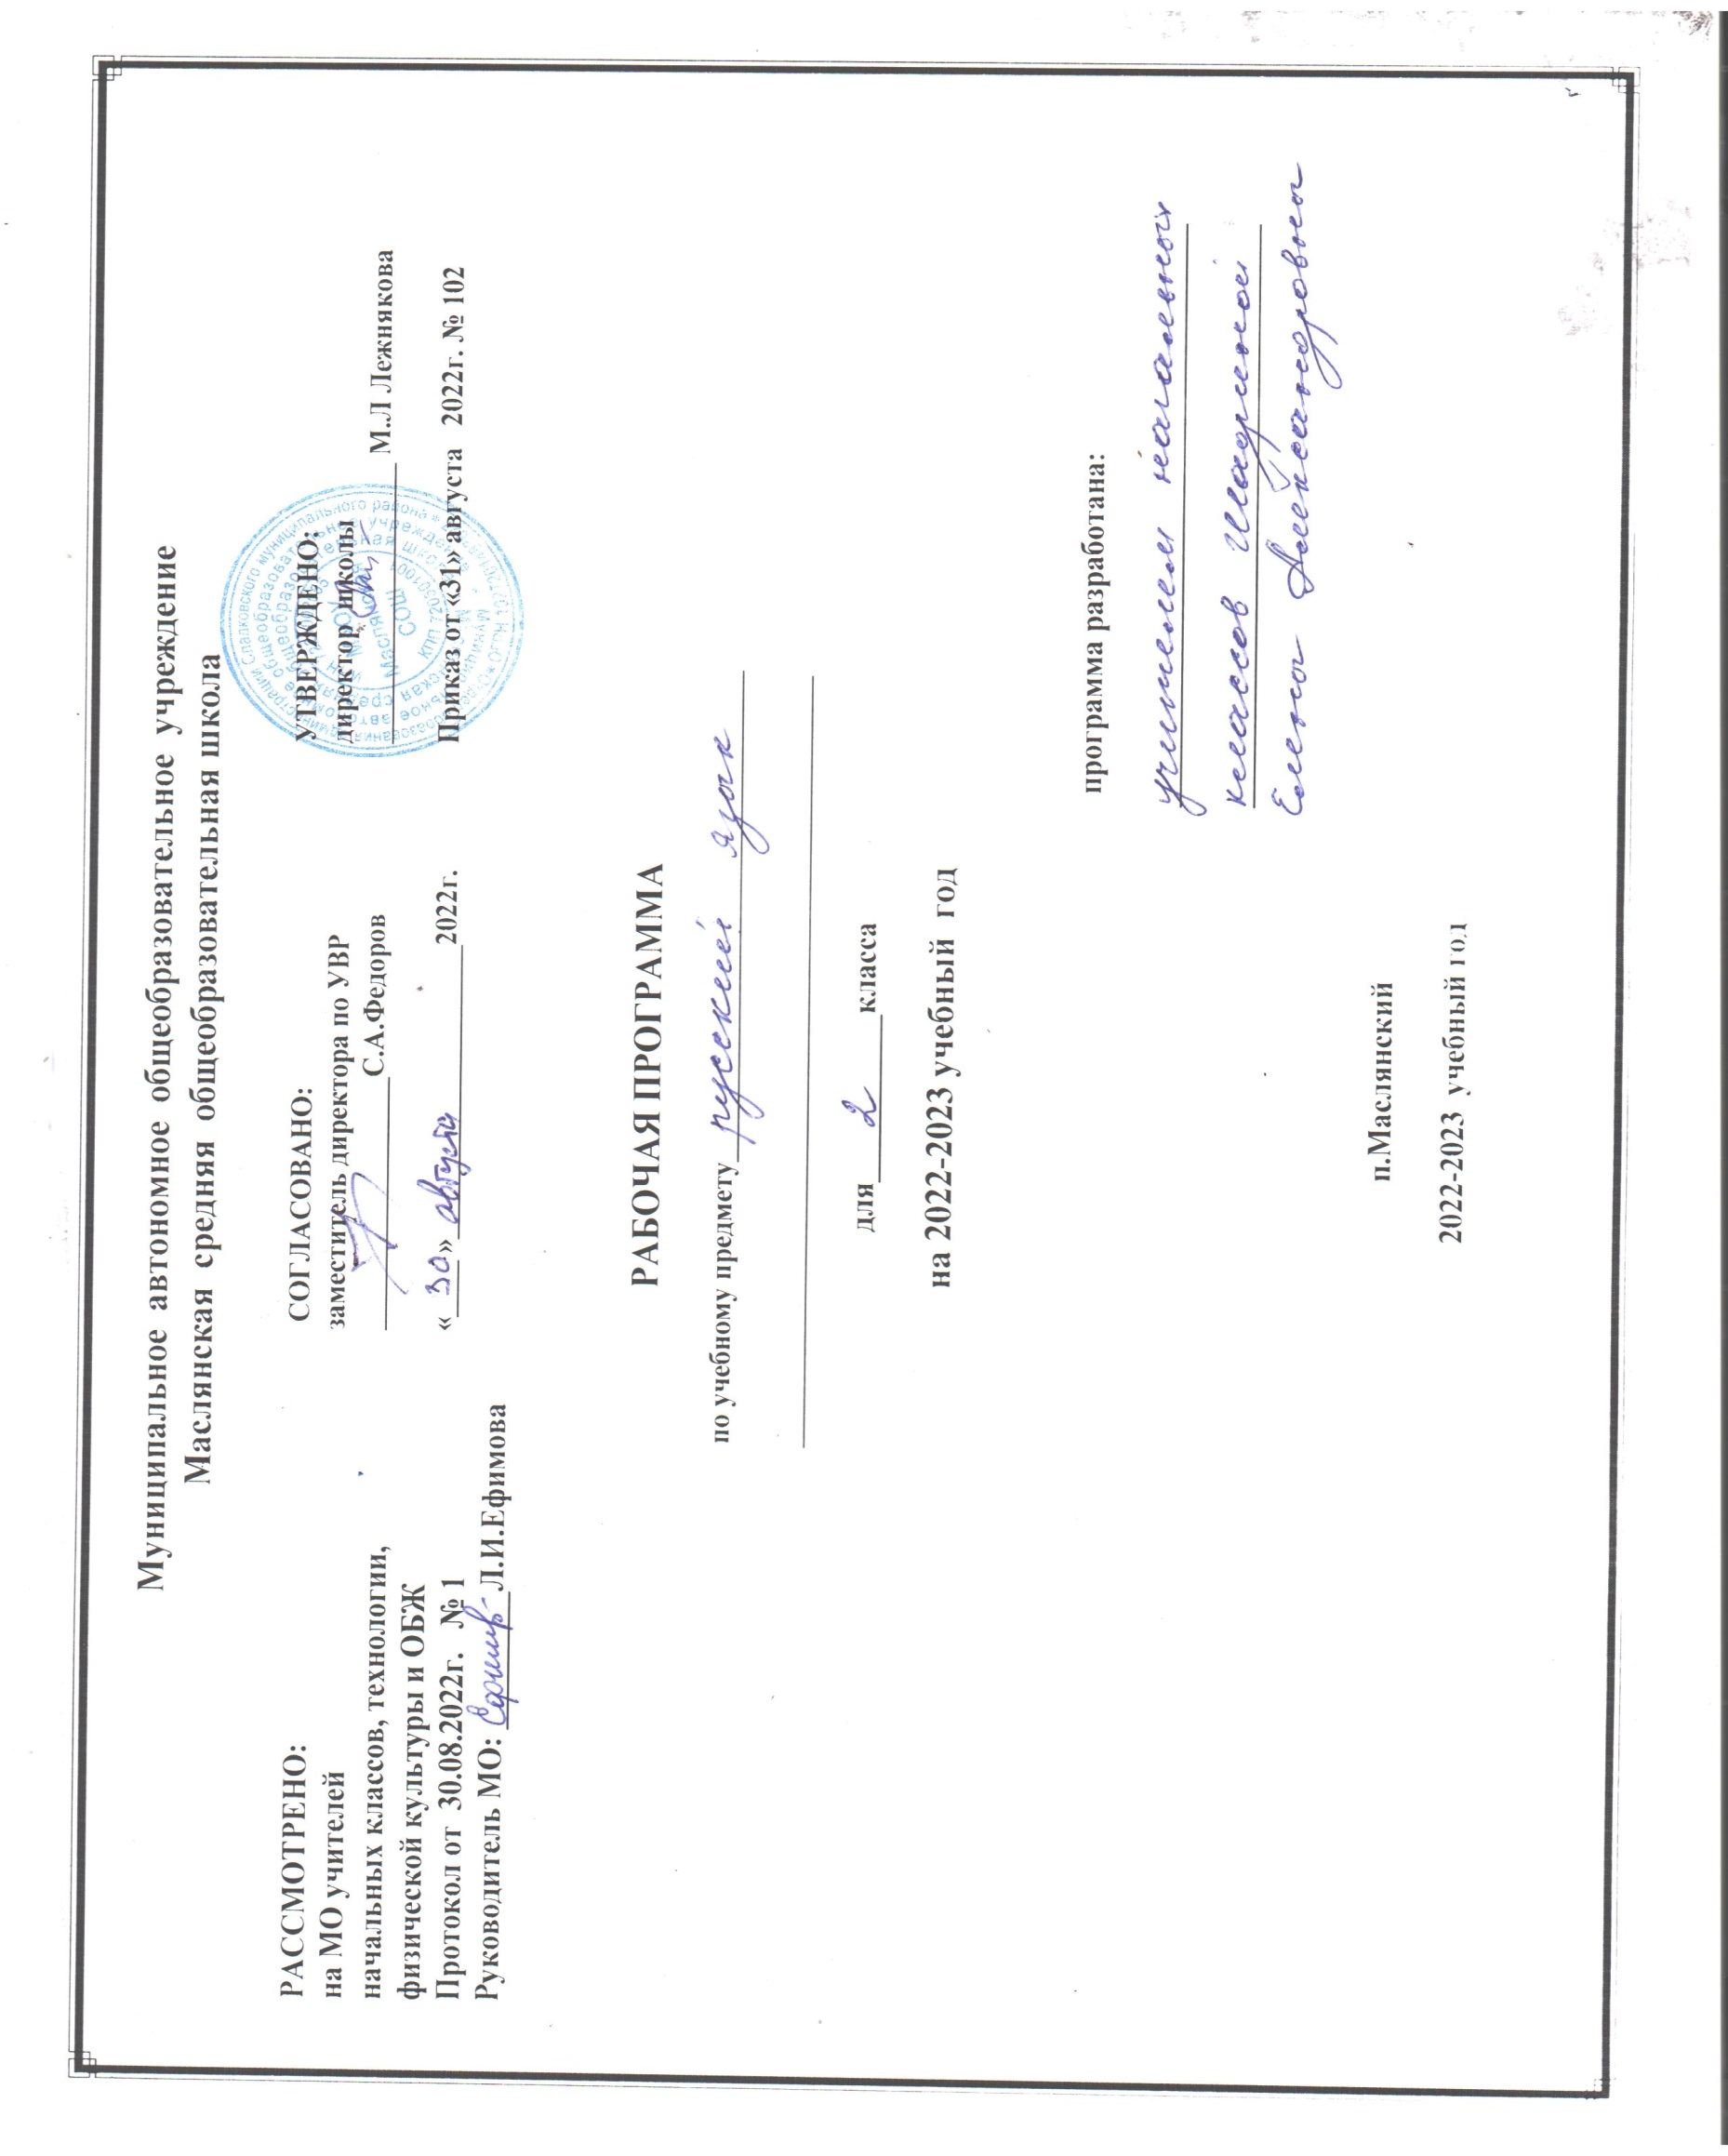 Муниципальное автономное общеобразовательное учреждение
Маслянская средняя общеобразовательная школа
РАССМОТРЕНО:
на МО учителей
начальных классов, технологии,
физической культуры и ОБЖ
Протокол от 30.08.2022г. № 1
Руководитель МО: Л.И.Ефимова
СОГЛАСОВАНО:
заместитель директора по УВР
С.А.Федоров
« 30 » августа 2022г.
УТВЕРЖДЕНО:
директор школы
М.Л Лежнякова
Приказ от «31» августа 2022г. № 102
РАБОЧАЯ ПРОГРАММА
по учебному предмету русский язык
для 2 класса
на 2022-2023 учебный год
программа разработана:
учителем начальных
классов
Елена Александровна
п.Маслянский
2022-2023 учебный год